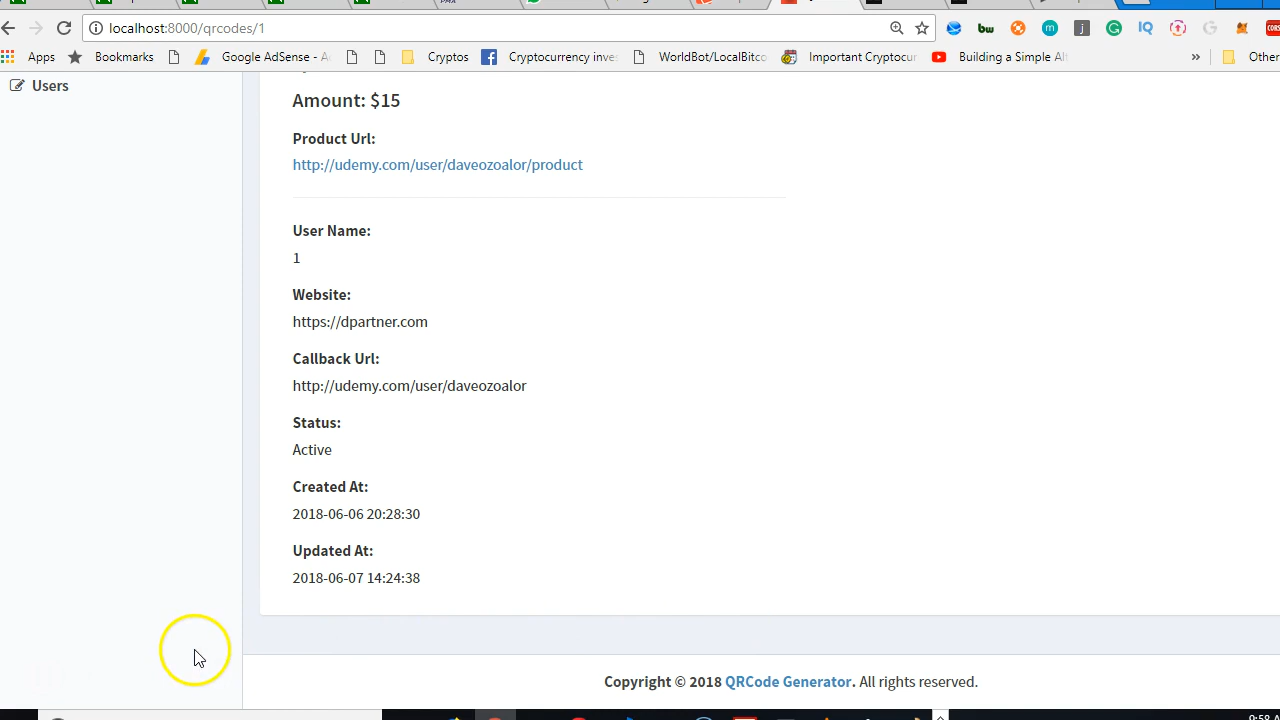 localhost:8000/qrcodes/1
Apps Bookmarks Google AdSense - A Cryptos Cryptocurrency inve WorldBot/LocalBitco Important Cryptocur Building a Simple Al » Other
Users
Amount: $15
Product Url:
http://udemy.com/user/daveozoalor/product
User Name:
1
Website:
https://dpartner.com
Callback Url:
http://udemy.com/user/daveozoalor
Status:
Active
Created At:
2018-06-06 20:28:30
Updated At:
2018-06-07 14:24:38
Copyright © 2018 QRCode Generator. All rights reserved.